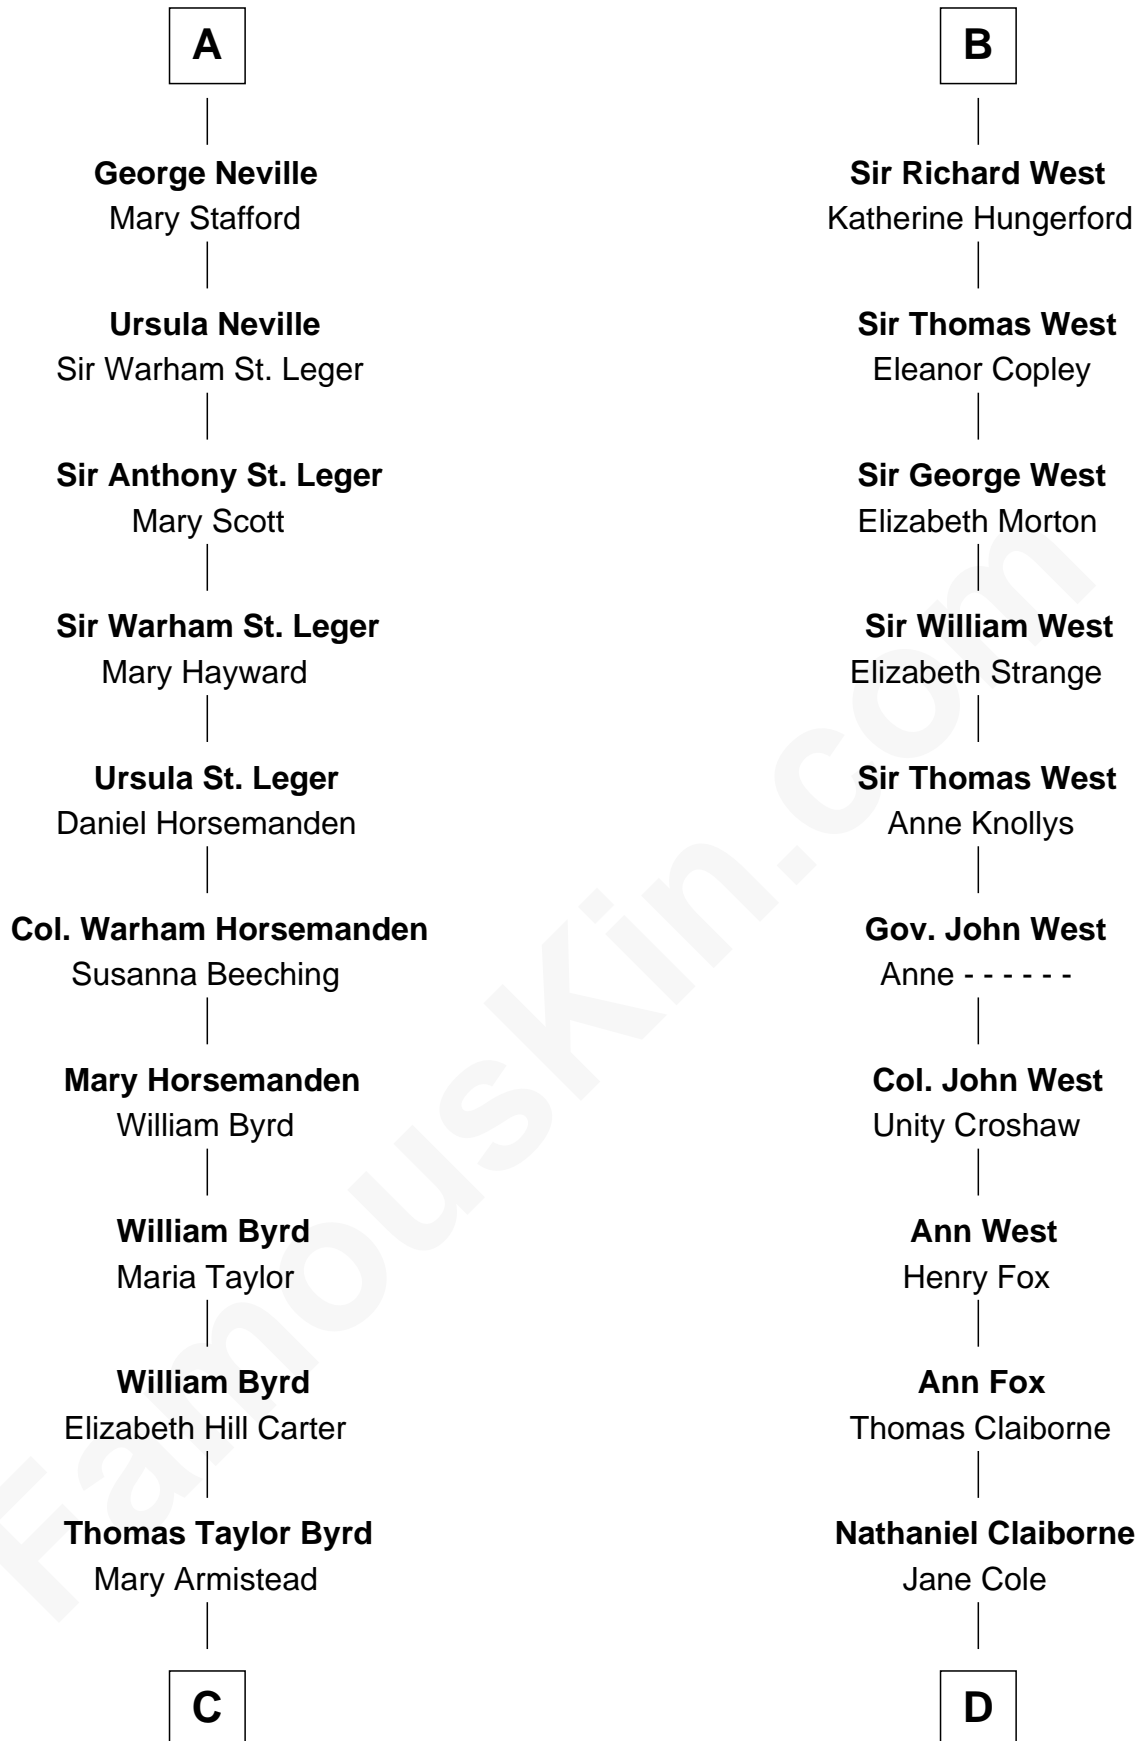 A
George Neville
Mary Stafford
Ursula Neville
Sir Warham St. Leger
Sir Anthony St. Leger
Mary Scott
Sir Warham St. Leger
Mary Hayward
Ursula St. Leger
Daniel Horsemanden
Col. Warham Horsemanden
Susanna Beeching
Mary Horsemanden
William Byrd
William Byrd
Maria Taylor
William Byrd
Elizabeth Hill Carter
Thomas Taylor Byrd
Mary Armistead
C
B
Sir Richard West
Katherine Hungerford
Sir Thomas West
Eleanor Copley
Sir George West
Elizabeth Morton
Sir William West
Elizabeth Strange
Sir Thomas West
Anne Knollys
Gov. John West
Anne - - - - - -
Col. John West
Unity Croshaw
Ann West
Henry Fox
Ann Fox
Thomas Claiborne
Nathaniel Claiborne
Jane Cole
D
FamousKin.com